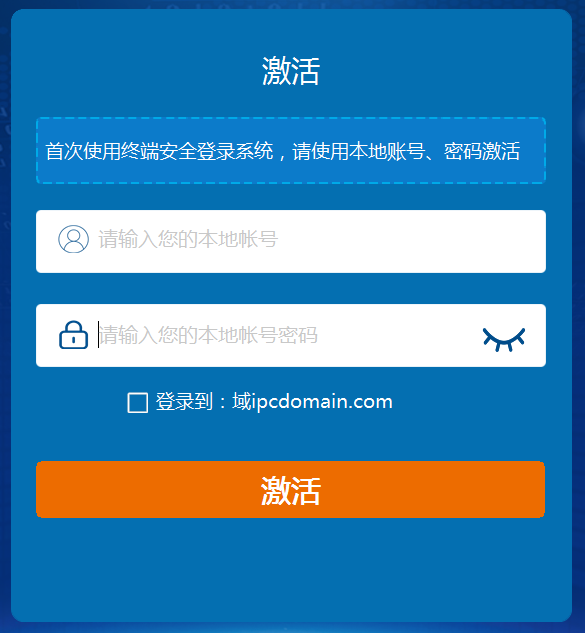 激活
首次使用终端安全登录系统，请使用本地账号、密码激活
请输入您的本地帐号
请输入您的本地帐号密码
登录到：域ipcdomain.com
激活